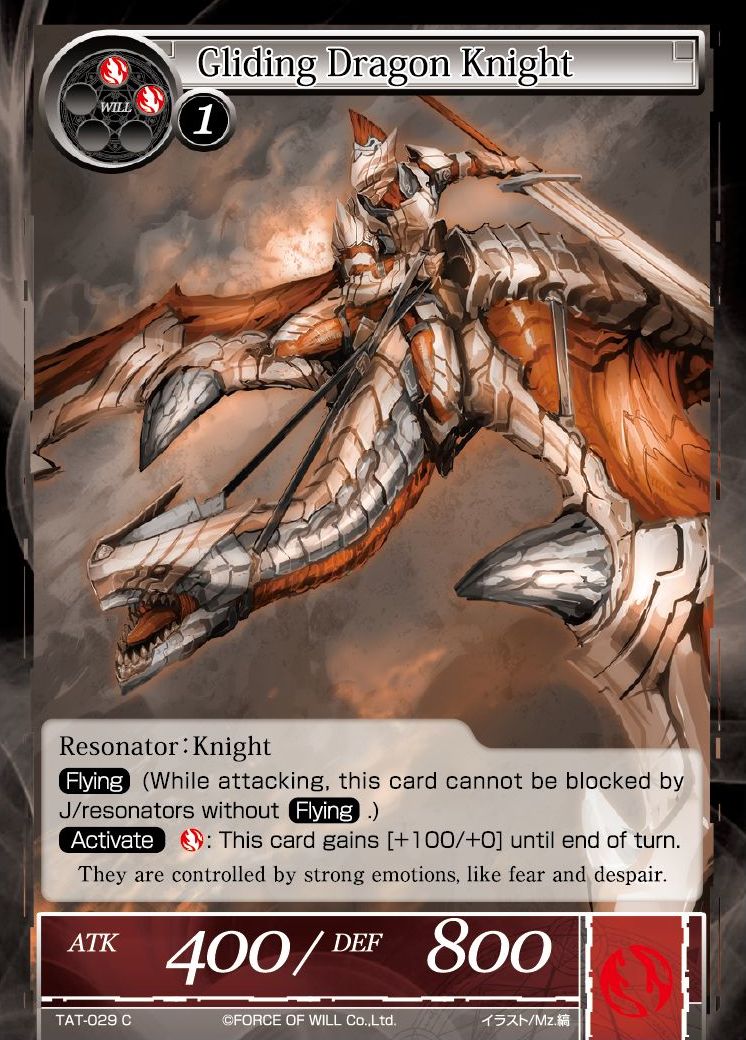 Gliding Dragon Knight
WILL
1
Resonator:Knight
Flying (While attacking, this card cannot be blocked by
J/resonators without Flying .)
Activate : This card gains [+100/+0] until end of turn.
They are controlled by strong emotions, like fear and despair.
ATK 400/ DEF 800
TAT-029 C ©FORCE OF WILL Co.,Ltd. イラスト/Mz.縞